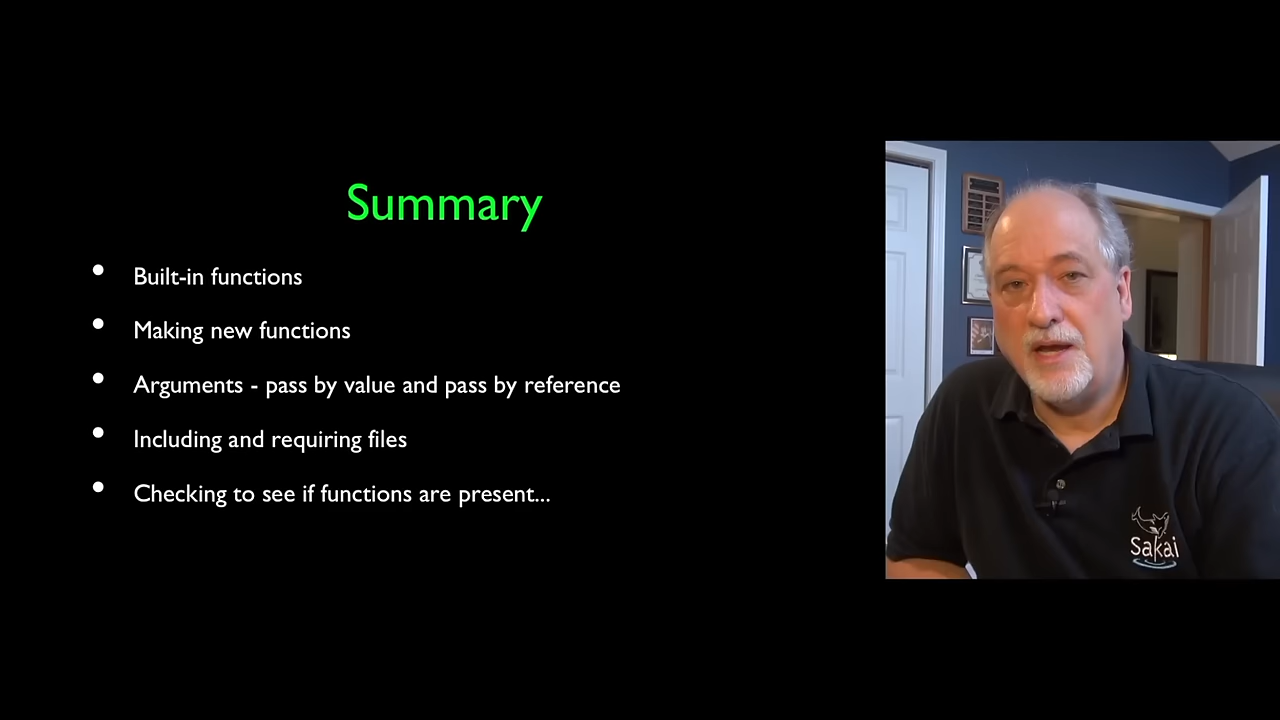 Summary
• Built-in functions
• Making new functions
• Arguments - pass by value and pass by reference
• Including and requiring files
• Checking to see if functions are present...
Sakai